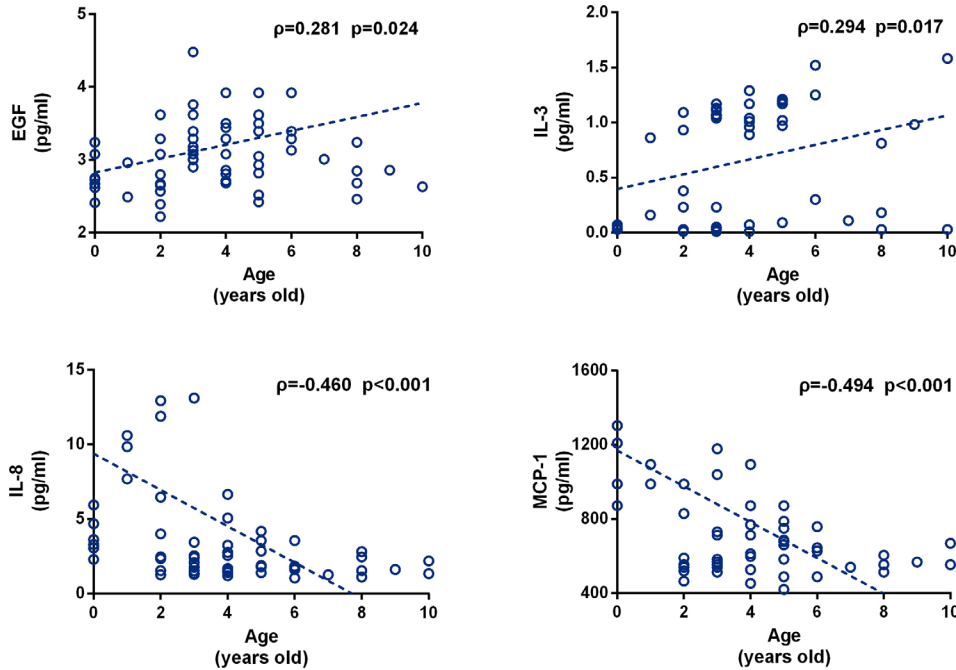 ρ=0.281 p=0.024
5
4
3
2
EGF
(pg/ml)
0 2 4 6 8 10
Age
(years old)
ρ=0.294 p=0.017
2.0
1.5
1.0
0.5
0.0
IL-3
(pg/ml)
0 2 4 6 8 10
Age
(years old)
ρ=-0.460 p<0.001
15
10
5
0
IL-8
(pg/ml)
0 2 4 6 8 10
Age
(years old)
ρ=-0.494 p<0.001
1600
1200
800
400
MCP-1
(pg/ml)
0 2 4 6 8 10
Age
(years old)